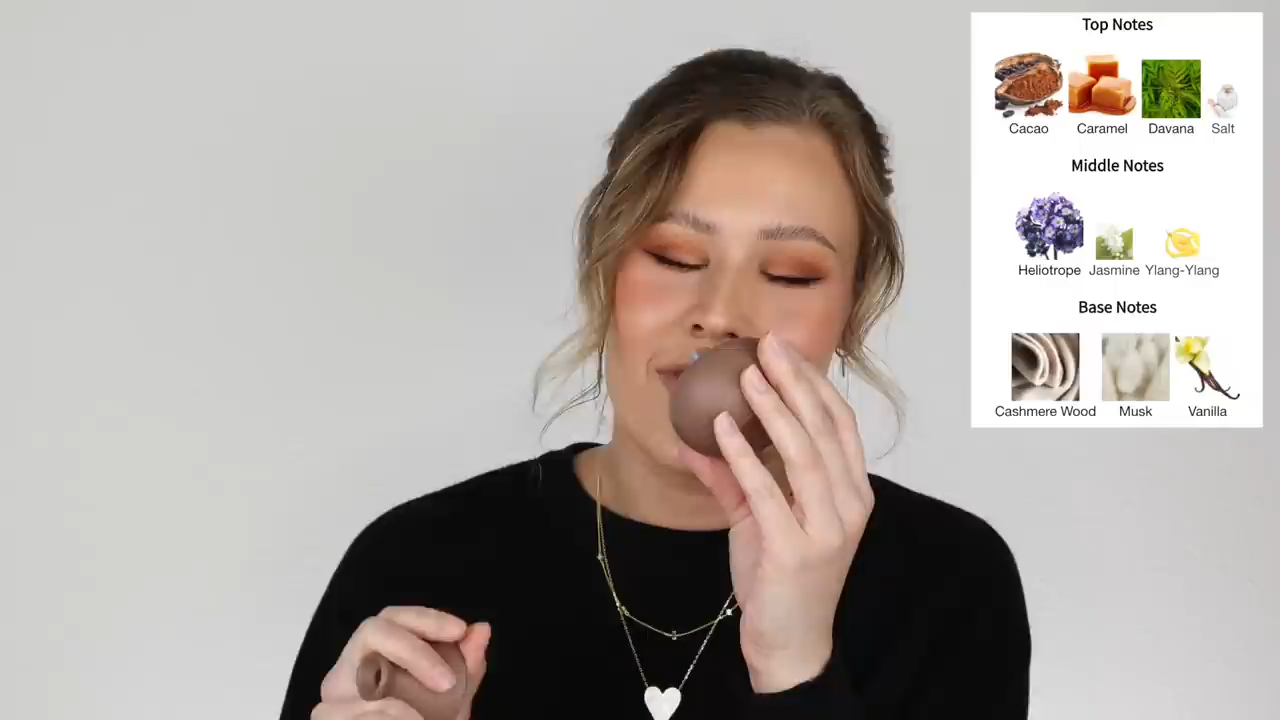 Top Notes
Cacao Caramel Davana Salt
Middle Notes
Heliotrope Jasmine Ylang-Ylang
Base Notes
Cashmere Wood Musk Vanilla